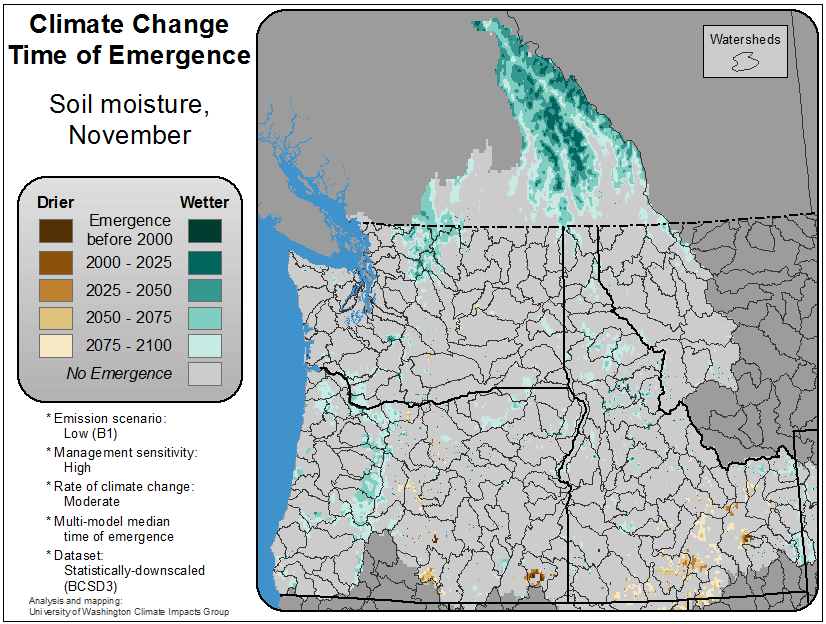 Climate Change
Time of Emergence
Soil moisture,
November
Drier
Wetter
Emergence
before 2000
2000 - 2025
2025 - 2050
2050 - 2075
2075 - 2100
No Emergence
* Emission scenario:
Low (B1)
* Management sensitivity:
High
* Rate of climate change:
Moderate
* Multi-model median
time of emergence
* Dataset:
Statistically-downscaled
(BCSD3)
Analysis and mapping:
University of Washington Climate Impacts Group
Watersheds